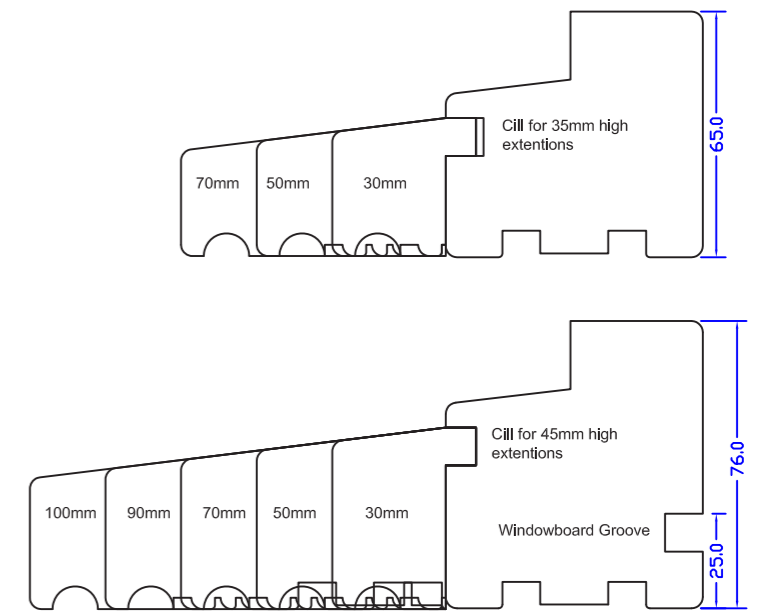 Cill for 35mm high
extentions
70mm 50mm 30mm
65.0
Cill for 45mm high
extentions
100mm 90mm 70mm 50mm 30mm
Windowboard Groove
76.0
25.0